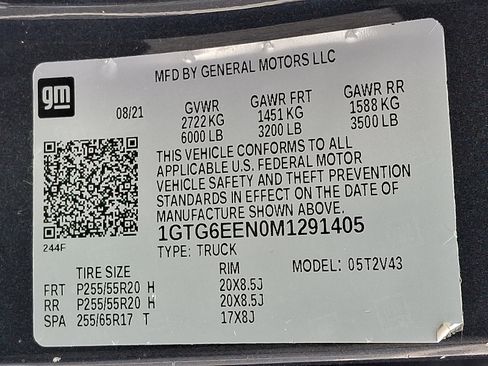 MFD BY GENERAL MOTORS LLC
gm
08/21
GVWR GAWR FRT GAWR RR
2722 KG 1451 KG 1588 KG
6000 LB 3200 LB 3500 LB
THIS VEHICLE CONFORMS TO ALL
APPLICABLE U.S. FEDERAL MOTOR
VEHICLE SAFETY AND THEFT PREVENTION
STANDARDS IN EFFECT ON THE DATE OF
MANUFACTURE SHOWN ABOVE.
1GTG6EEN0M1291405
244F
TYPE: TRUCK
TIRE SIZE RIM MODEL: 05T2V43
FRT P255/55R20 H 20X8.5J
RR P255/55R20 H 20X8.5J
SPA 255/65R17 T 17X8J